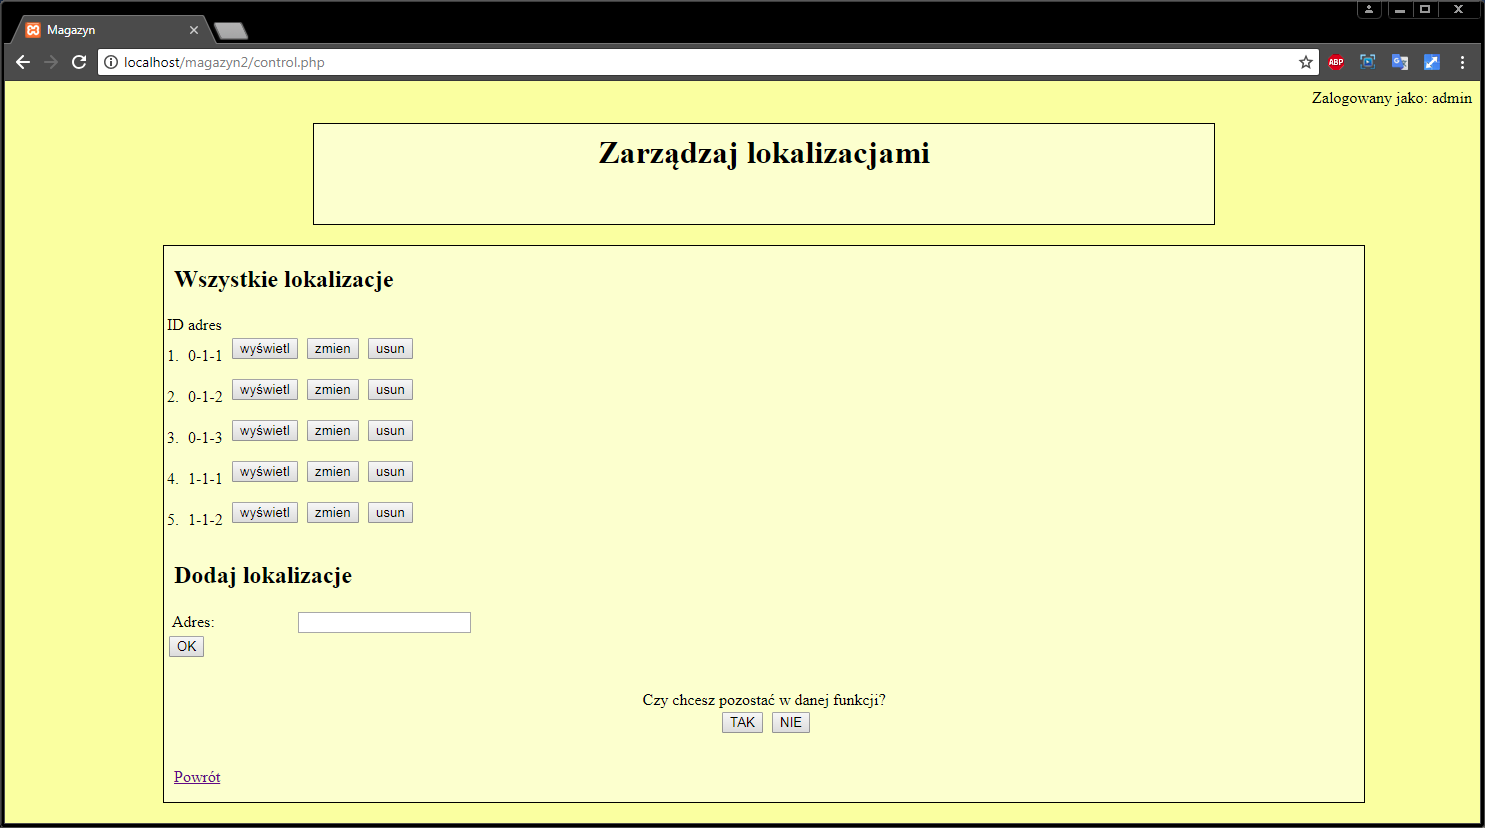 Magazyn
localhost/magazyn2/control.php
ABP
Zalogowany jako: admin
Zarządzaj lokalizacjami
Wszystkie lokalizacje
ID adres
1. 0-1-1 wyświetl zmien usun
2. 0-1-2 wyświetl zmien usun
3. 0-1-3 wyświetl zmien usun
4. 1-1-1 wyświetl zmien usun
5. 1-1-2 wyświetl zmien usun
Dodaj lokalizacje
Adres:
OK
Czy chcesz pozostać w danej funkcji?
TAK NIE
Powrót